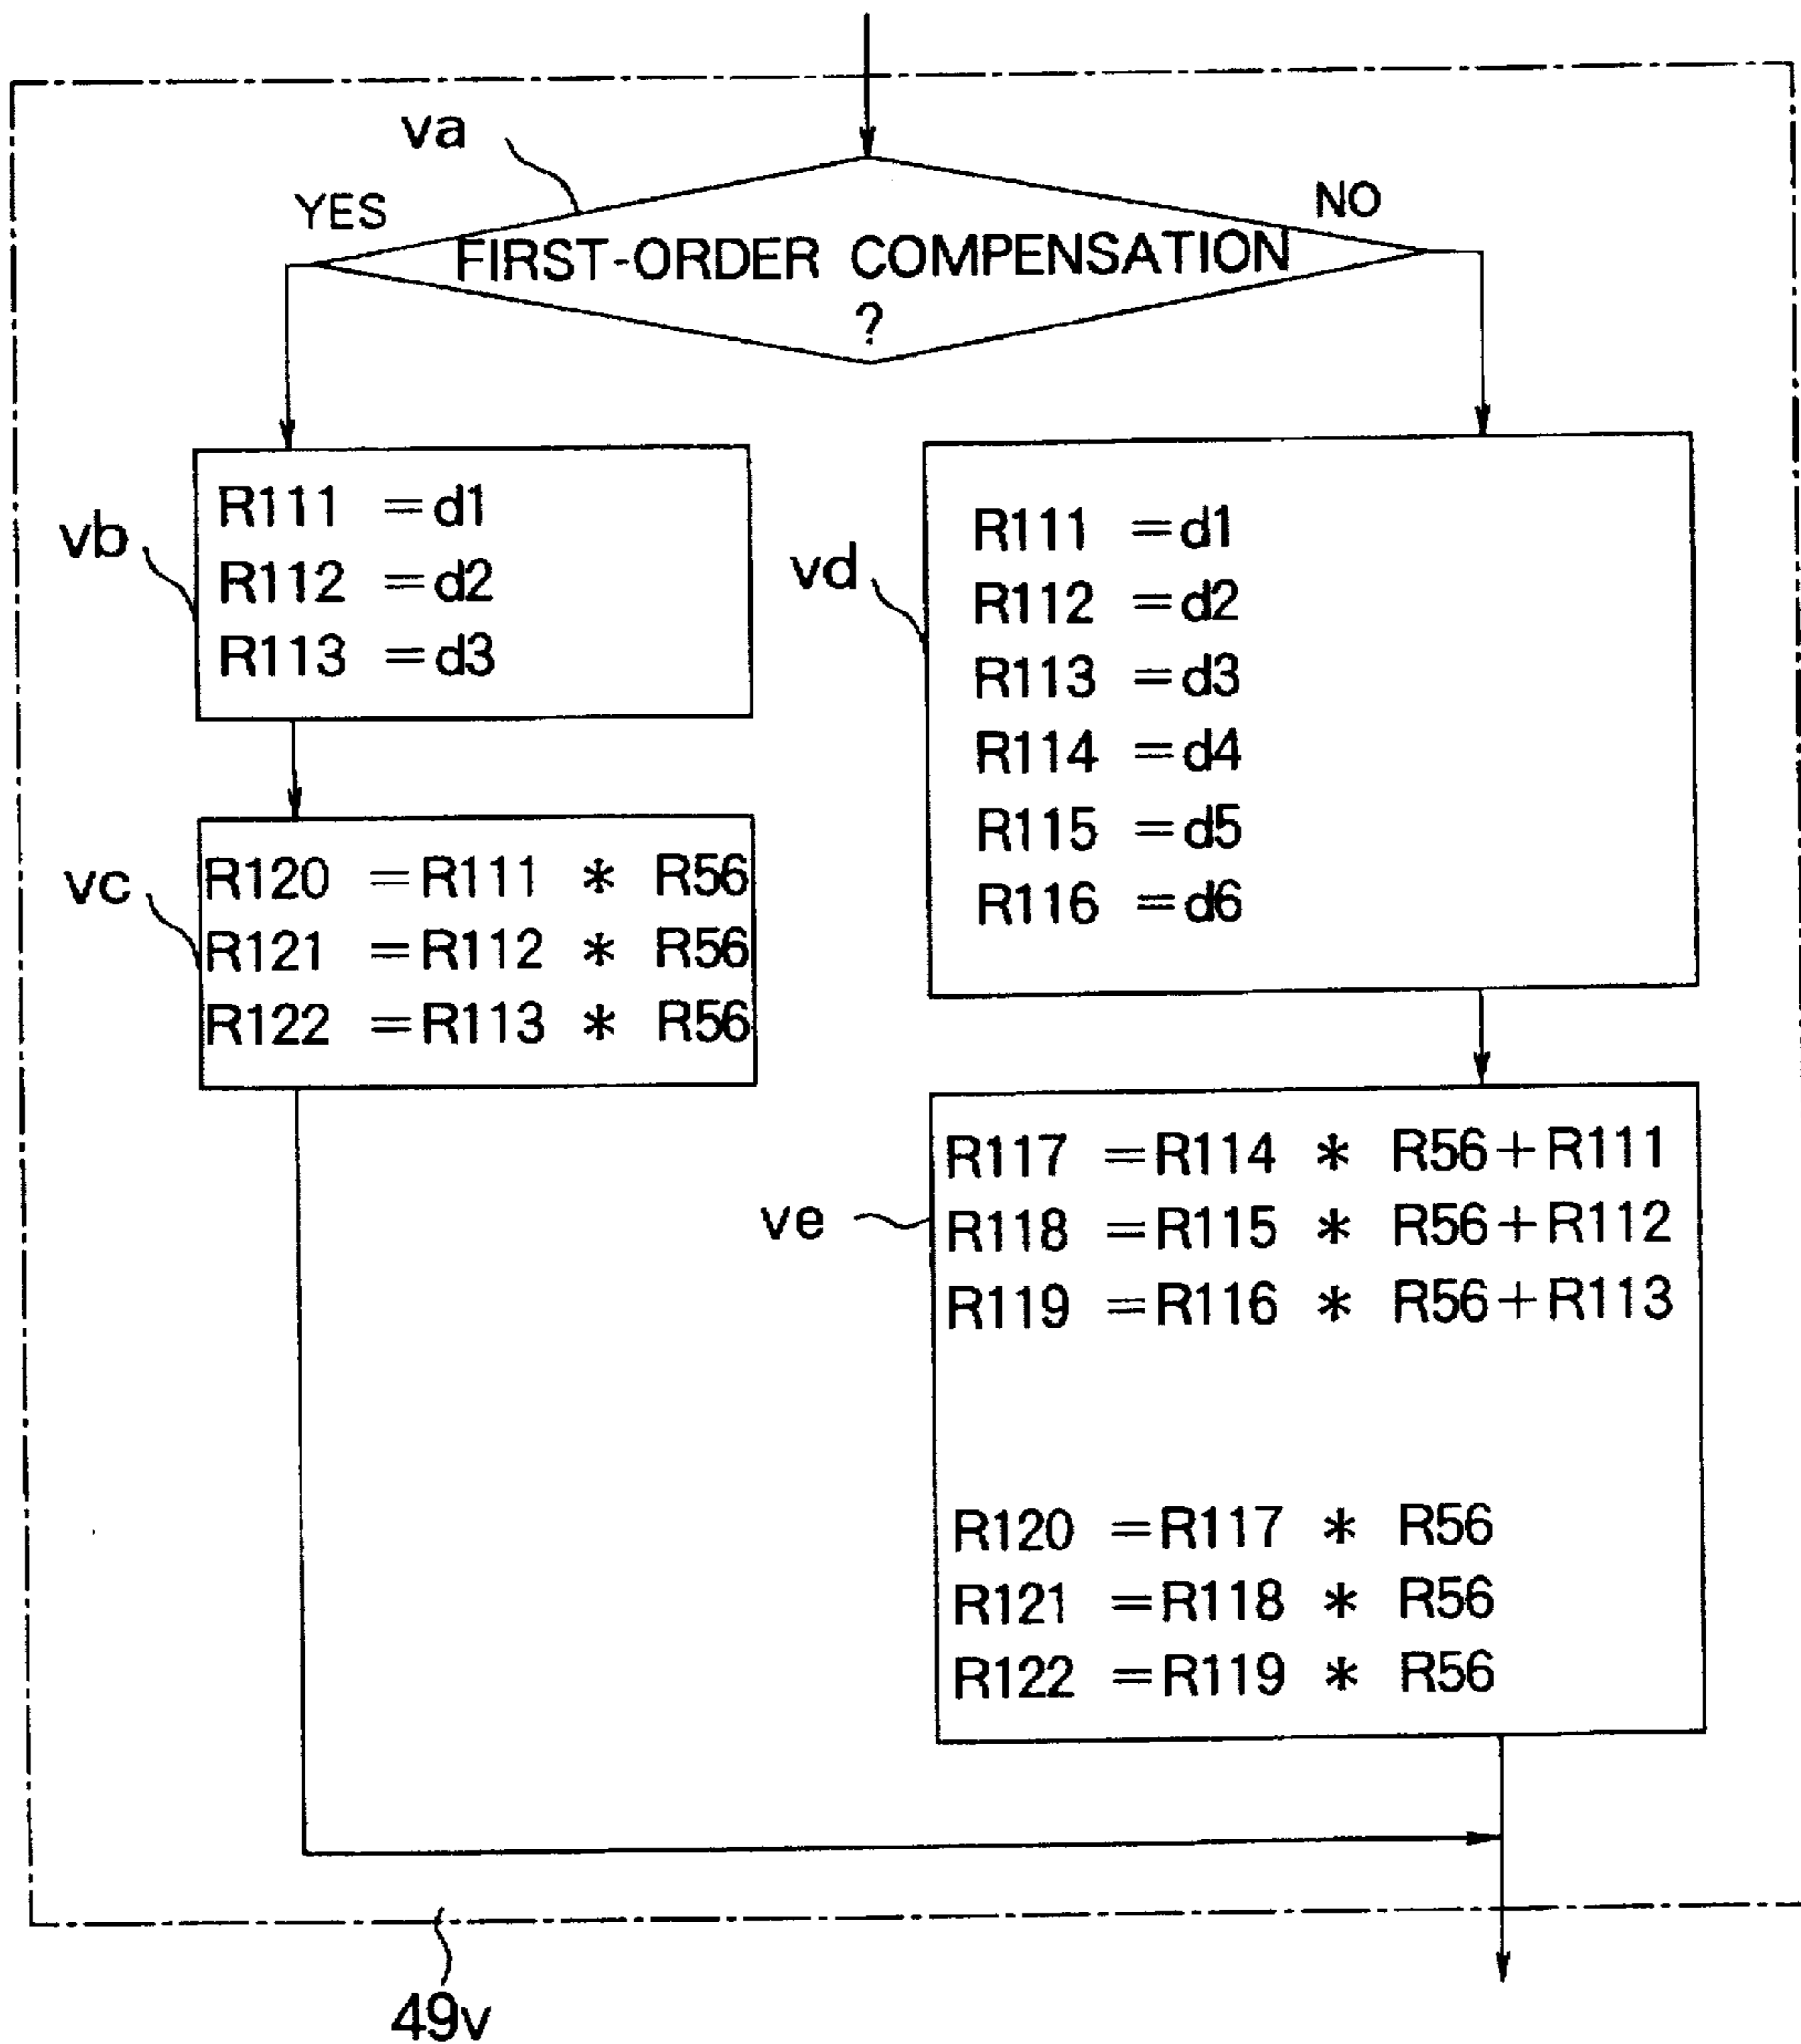 va
YES
NO
FIRST-ORDER COMPENSATION
?
vb
R111 =d1
R112 =d2
R113 =d3
vc
R120 =R111 * R56
R121 =R112 * R56
R122 =R113 * R56
vd
R111 =d1
R112 =d2
R113 =d3
R114 =d4
R115 =d5
R116 =d6
ve
R117 =R114 * R56+R111
R118 =R115 * R56+R112
R119 =R116 * R56+R113
R120 =R117 * R56
R121 =R118 * R56
R122 =R119 * R56
49v